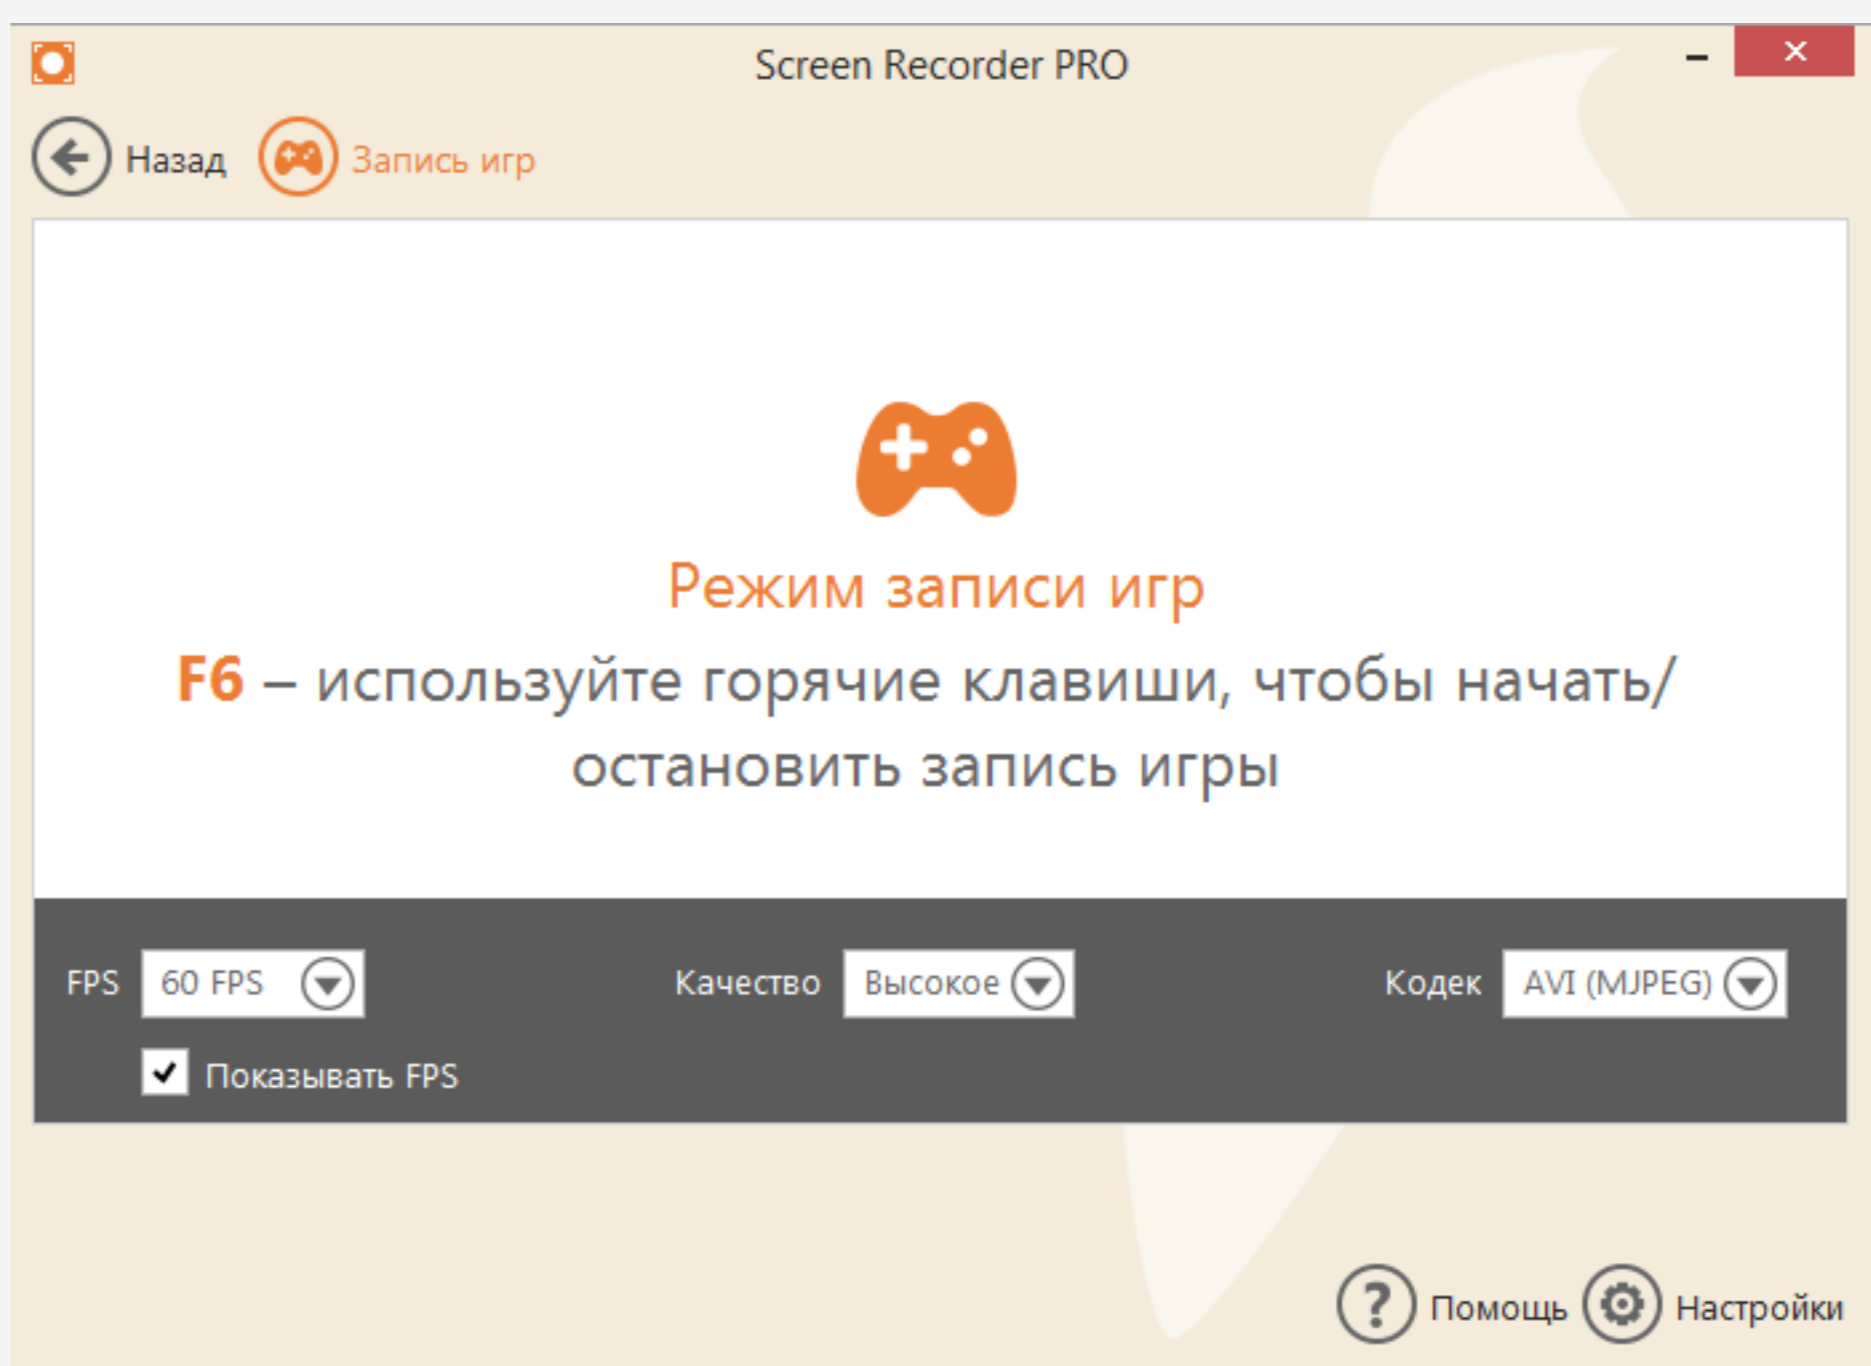 Screen Recorder PRO
Назад
Запись игр
Режим записи игр
F6 – используйте горячие клавиши, чтобы начать/
остановить запись игры
FPS 60 FPS Качество Высокое Кодек AVI (MJPEG)
Показывать FPS
? Помощь Настройки